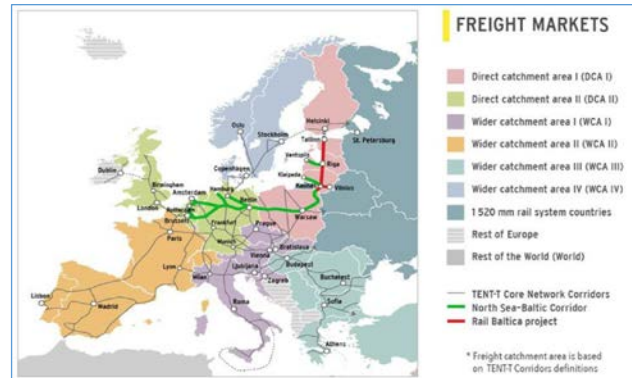 FREIGHT MARKETS
Direct catchment area I (DCA I)
Direct catchment area II (DCA II)
Wider catchment area I (WCA I)
Wider catchment area II (WCA II)
Wider catchment area III (WCA III)
Wider catchment area IV (WCA IV)
1 520 mm rail system countries
Rest of Europe
Rest of the World (World)
TENT-T Core Network Corridors
North Sea-Baltic Corridor
Rail Baltica project
* Freight catchment area is based
on TENT-T Corridors definitions
Helsinki
Oslo
Tallinn
Stockholm
St. Petersburg
Ventspils
Riga
Klaipeda
Kaunas
Vilnius
Copenhagen
Dublin
Birmingham
Amsterdam
Hamburg
Berlin
London
Rotterdam
Brussels
Warsaw
Frankfurt
Prague
Paris
Munich
Vienna
Bratislava
Budapest
Lyon
Milan
Ljubljana
Zagreb
Bucharest
Lisbon
Madrid
Roma
Sofia
Athens